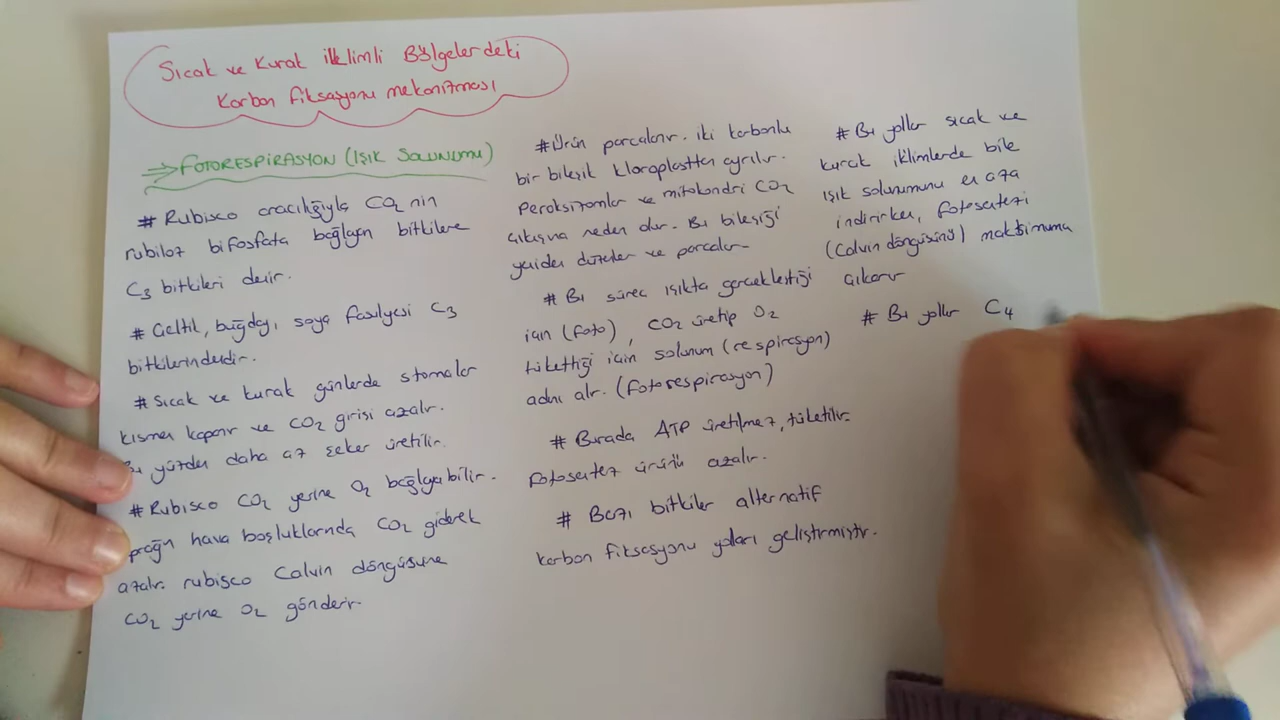 Sıcak ve Kurak iklimli Bölgelerdeki
Karbon fiksasyonu mekanizması
⇒ FOTORESPİRASYON (IŞIK SOLUNUMU)
# Rubisco aracılığıyla CO₂ nin
rubiloz bifosfata bağlayan bitkilere
C₃ bitkileri denir.
# Çeltik, buğday, soya fasulyesi C₃
bitkilerindendir.
# Sıcak ve kurak günlerde stomalar
kısmen kapanır ve CO₂ girişi azalır.
Bu yüzden daha az şeker üretilir.
# Rubisco CO₂ yerine O₂ bağlayabilir.
yaprağın hava boşluklarında CO₂ giderek
azalır. rubisco Calvin döngüsüne
CO₂ yerine O₂ gönderir.
# Ürün parçalanır. iki karbonlu
bir bileşik kloroplasttan ayrılır.
Peroksizomlar ve mitokondri CO₂
çıkışına neden olur. Bu bileşiği
yeniden düzenler ve parçalar.
# Bu süreç ışıkta gerçekleştiği
için (foto), CO₂ üretip O₂
tükettiği için solunum (respirasyon)
adını alır. (fotorespirasyon)
# Burada ATP üretilmez, tüketilir.
Fotosentez ürünü azalır.
# Bazı bitkiler alternatif
karbon fiksasyonu yolları geliştirmiştir.
# Bu yollar sıcak ve
kurak iklimlerde bile
ışık solunumunu en aza
indirirken, fotosentezi
(Calvin döngüsünü) maksimuma
çıkarır
# Bu yollar C₄